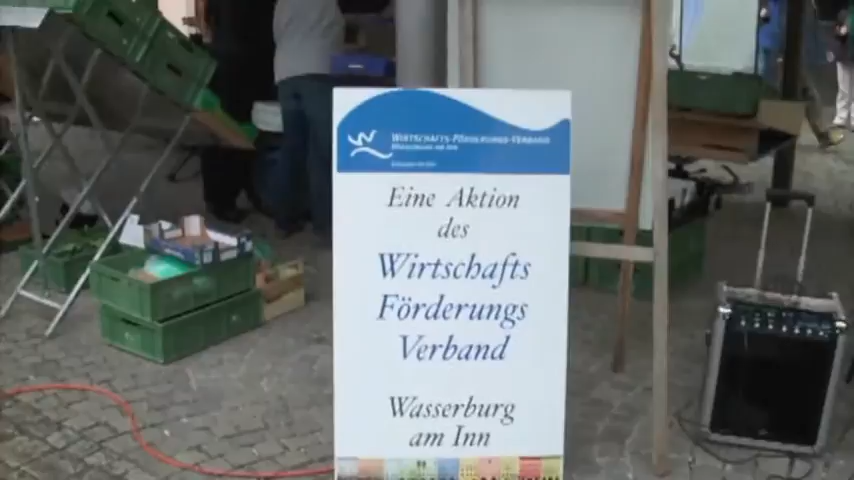 WIRTSCHAFTS-FÖRDERUNGS-VERBAND
Eine Aktion
des
Wirtschafts
Förderungs
Verband
Wasserburg
am Inn